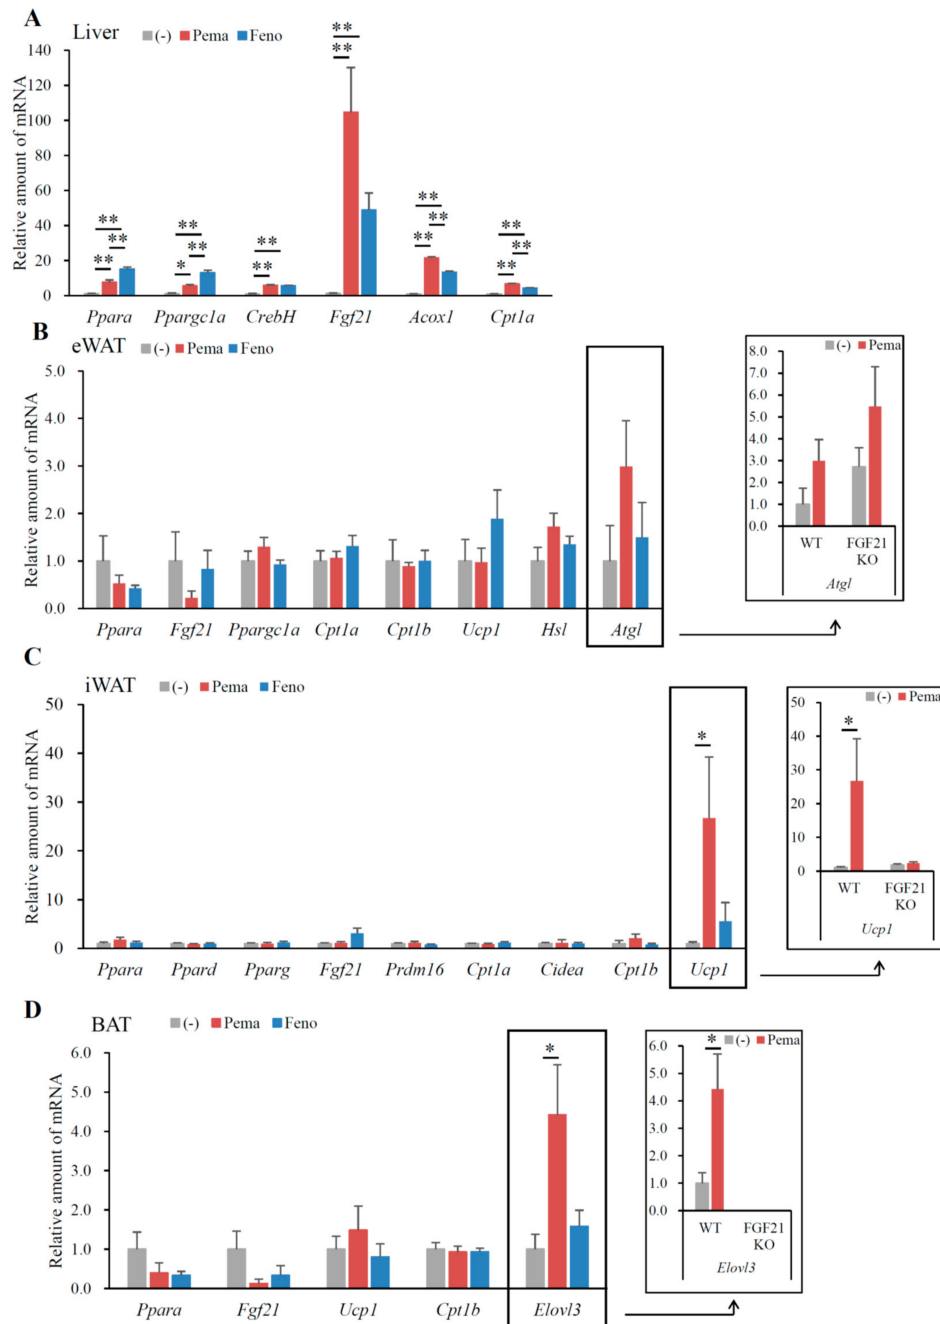 A
Liver (-) Pema Feno
Relative amount of mRNA
140
120
100
80
60
40
20
0
** ** **
** ** *
** **
** **
** ** **
** ** **
Ppara Ppargc1a CrebH Fgf21 Acox1 Cpt1a
B
eWAT (-) Pema Feno
Relative amount of mRNA
5.0
4.0
3.0
2.0
1.0
0.0
Ppara Fgf21 Ppargc1a Cpt1a Cpt1b Ucp1 Hsl Atgl
(-) Pema
8.0
7.0
6.0
5.0
4.0
3.0
2.0
1.0
0.0
WT FGF21
KO
Atgl
C
iWAT (-) Pema Feno
Relative amount of mRNA
50
40
30
20
10
0
*
Ppara Ppard Pparg Fgf21 Prdm16 Cpt1a Cidea Cpt1b Ucp1
(-) Pema
50
40
30
20
10
0
*
WT FGF21
KO
Ucp1
D
BAT (-) Pema Feno
Relative amount of mRNA
6.0
5.0
4.0
3.0
2.0
1.0
0.0
*
Ppara Fgf21 Ucp1 Cpt1b Elovl3
(-) Pema
6.0
5.0
4.0
3.0
2.0
1.0
0.0
*
WT FGF21
KO
Elovl3